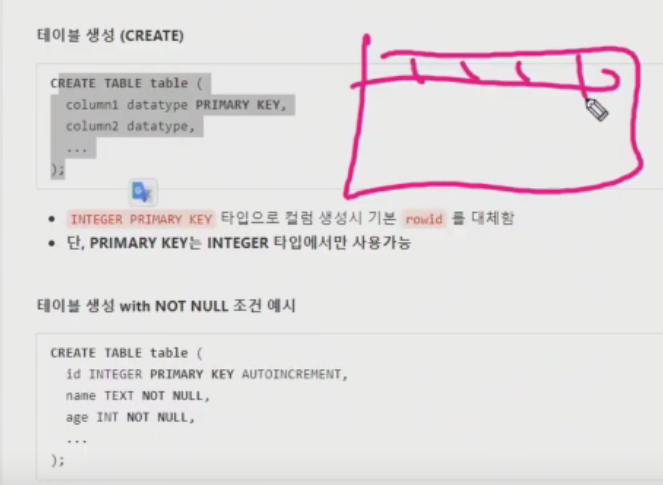 테이블 생성 (CREATE)
CREATE TABLE table (
column1 datatype PRIMARY KEY,
column2 datatype,
...
);
INTEGER PRIMARY KEY 타입으로 컬럼 생성시 기본 rowid 를 대체함
단, PRIMARY KEY는 INTEGER 타입에서만 사용가능
테이블 생성 with NOT NULL 조건 예시
CREATE TABLE table (
id INTEGER PRIMARY KEY AUTOINCREMENT,
name TEXT NOT NULL,
age INT NOT NULL,
...
);